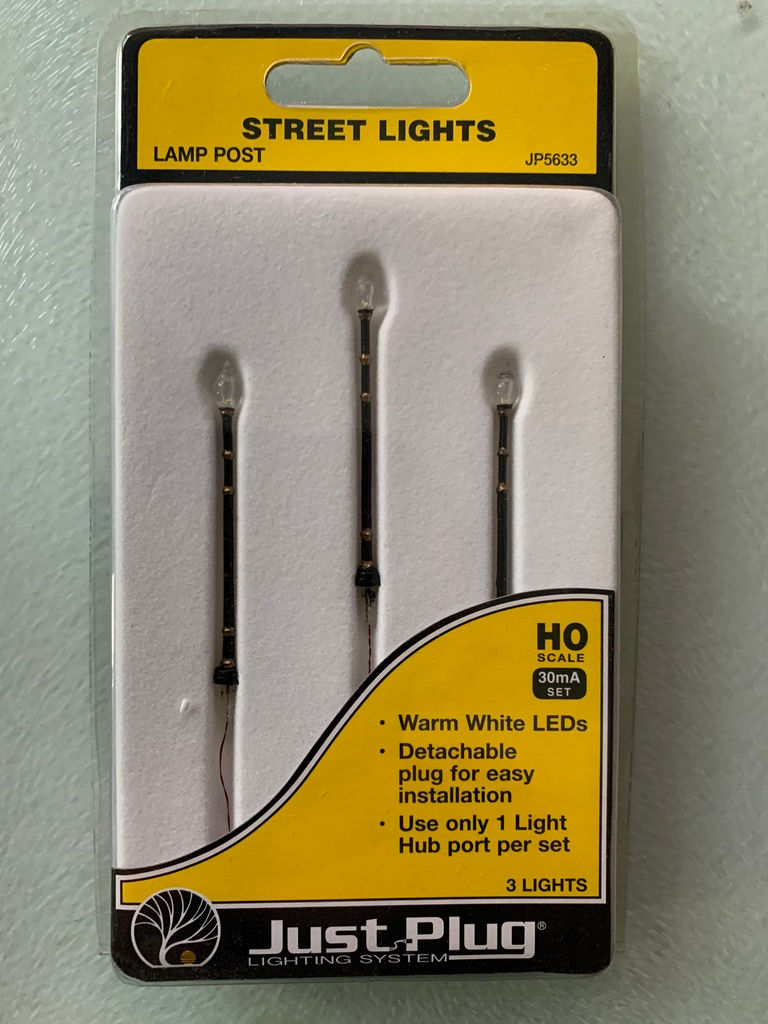 STREET LIGHTS
LAMP POST
JP5633
HO
SCALE
30mA
SET
• Warm White LEDs
• Detachable
plug for easy
installation
• Use only 1 Light
Hub port per set
3 LIGHTS
Just Plug®
LIGHTING SYSTEM